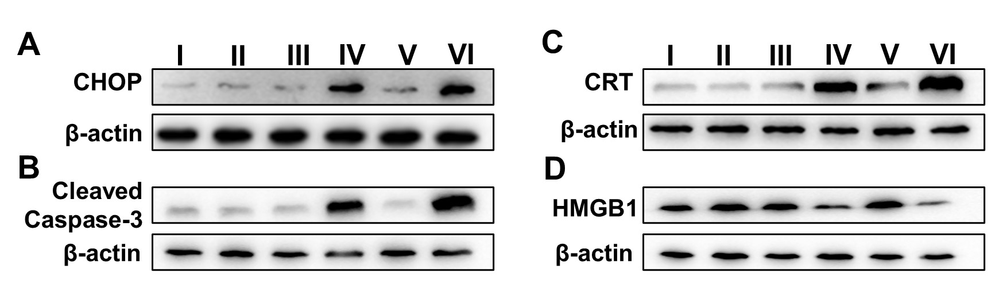 A
I II III IV V VI
CHOP
β-actin
B
Cleaved
Caspase-3
β-actin
C
I II III IV V VI
CRT
β-actin
D
HMGB1
β-actin